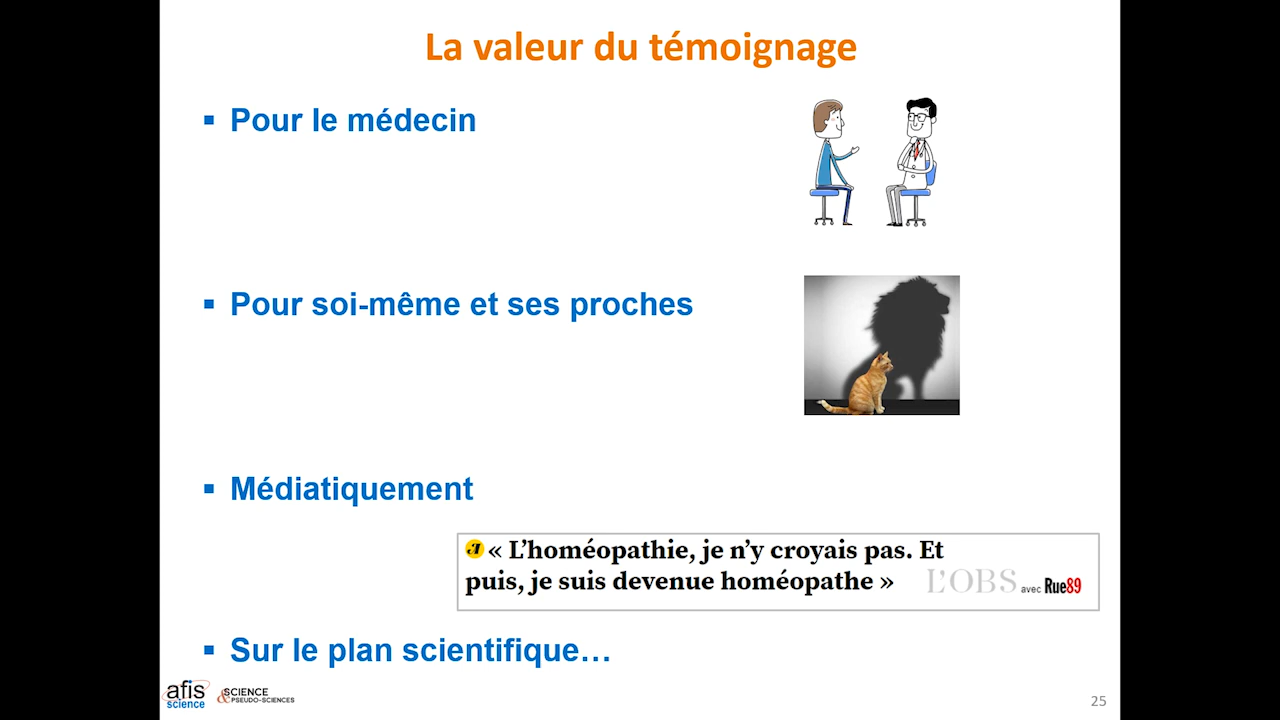 La valeur du témoignage
▪ Pour le médecin
▪ Pour soi-même et ses proches
▪ Médiatiquement
« L’homéopathie, je n’y croyais pas. Et
puis, je suis devenue homéopathe »
L’OBS avec Rue89
▪ Sur le plan scientifique…
afis
science
SCIENCE
& PSEUDO-SCIENCES
25